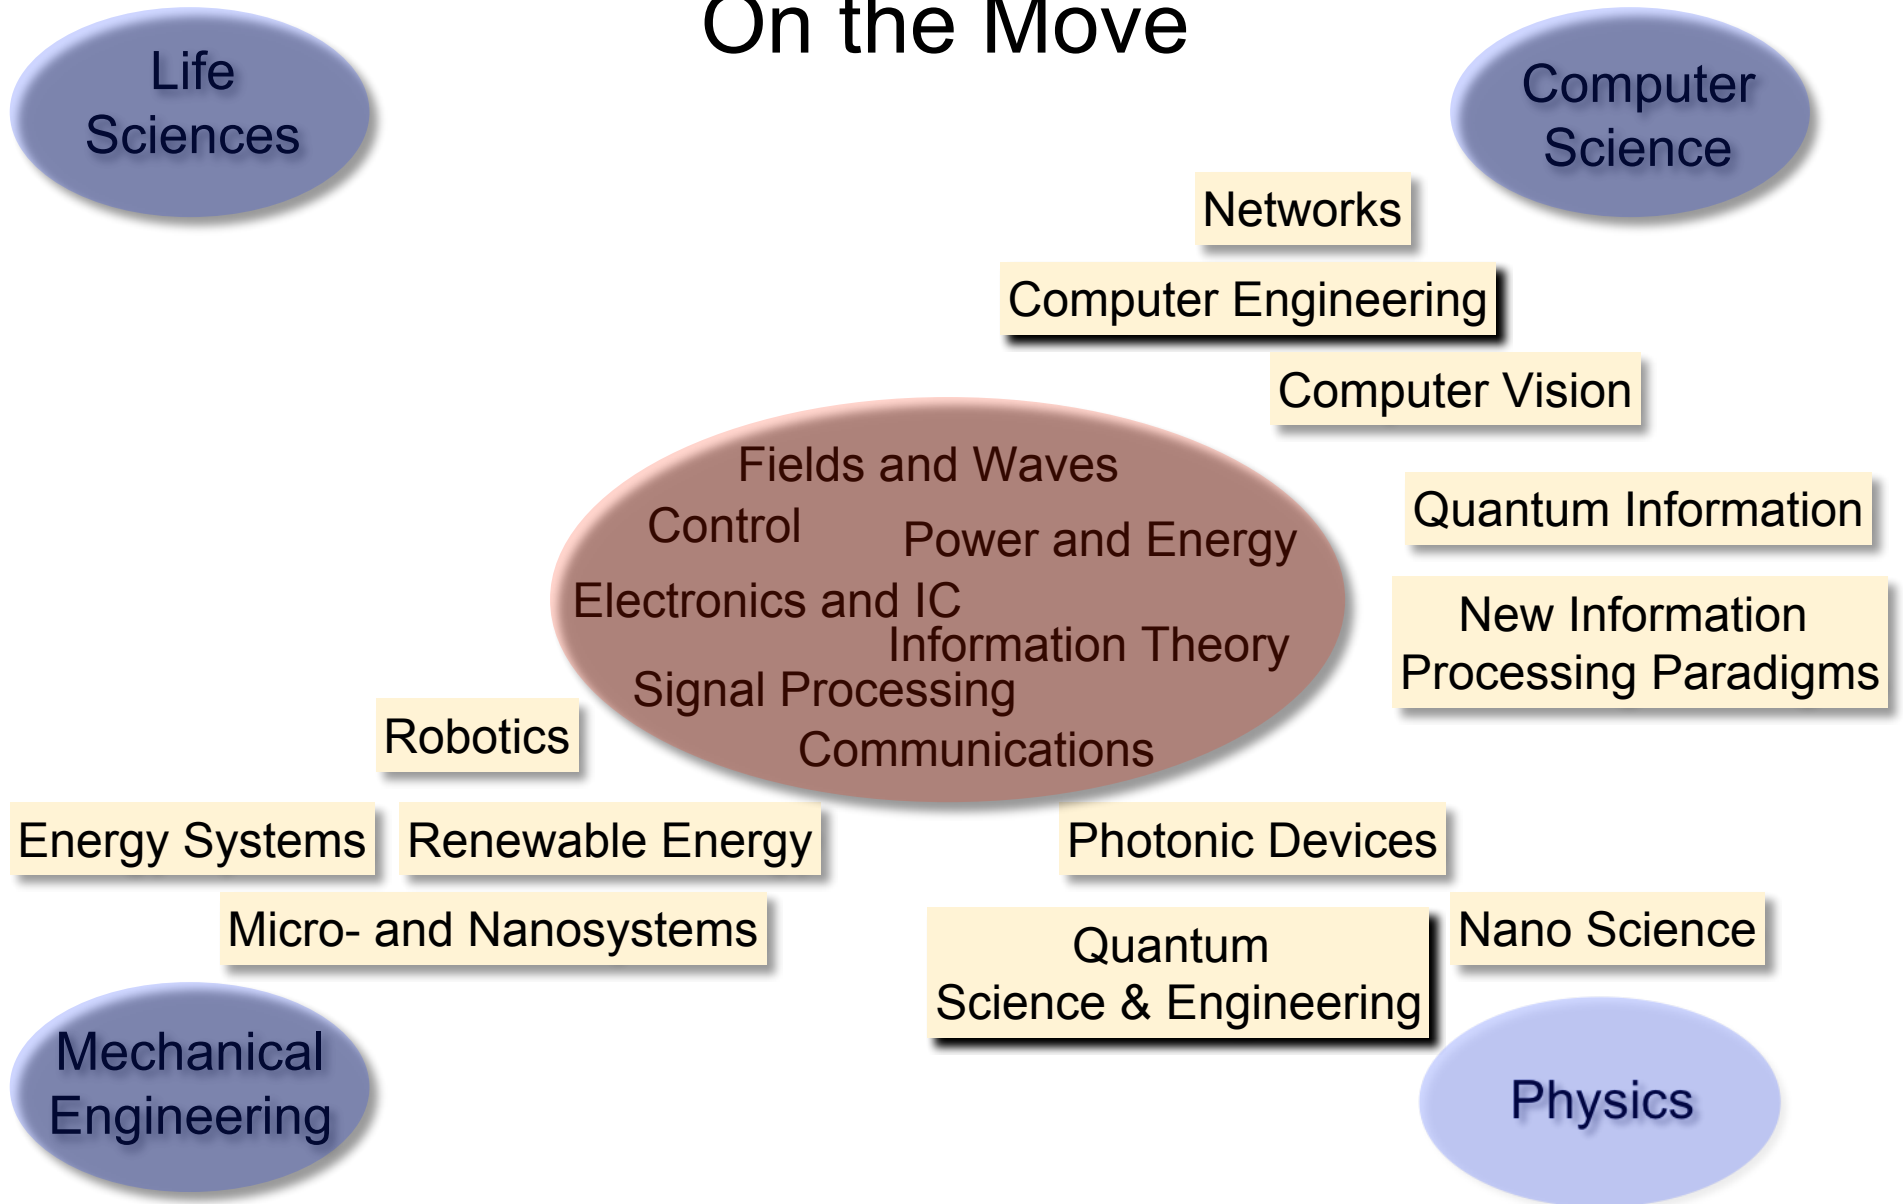 On the Move
Life
Sciences
Computer
Science
Networks
Computer Engineering
Computer Vision
Fields and Waves
Control
Power and Energy
Electronics and IC
Information Theory
Signal Processing
Communications
Quantum Information
New Information
Processing Paradigms
Robotics
Energy Systems
Renewable Energy
Micro- and Nanosystems
Photonic Devices
Quantum
Science & Engineering
Nano Science
Mechanical
Engineering
Physics